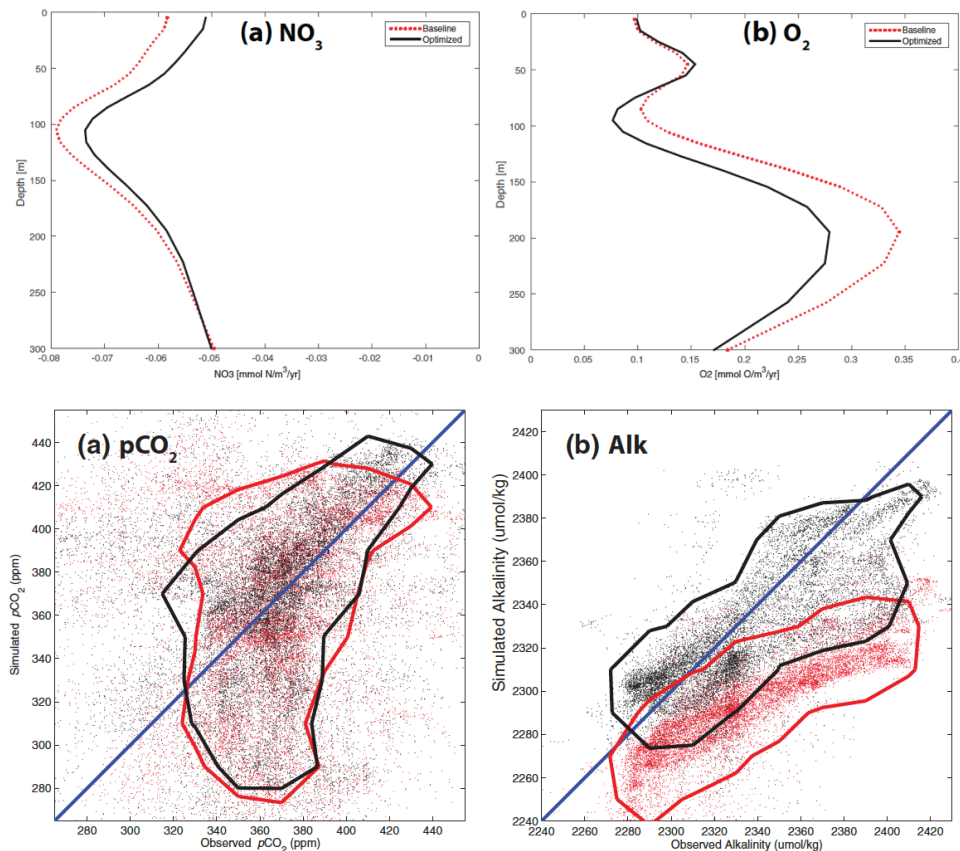 (a) NO3
Baseline
Optimized
0
50
100
150
200
250
300
Depth [m]
-0.08 -0.07 -0.06 -0.05 -0.04 -0.03 -0.02 -0.01 0
NO3 [mmol N/m³/yr]
(b) O2
Baseline
Optimized
0
50
100
150
200
250
300
Depth [m]
0 0.05 0.1 0.15 0.2 0.25 0.3 0.35 0.4
O2 [mmol O/m³/yr]
(a) pCO2
440
420
400
380
360
340
320
300
280
Simulated pCO2 (ppm)
280 300 320 340 360 380 400 420 440
Observed pCO2 (ppm)
(b) Alk
2420
2400
2380
2360
2340
2320
2300
2280
2260
2240
Simulated Alkalinity (umol/kg)
2240 2260 2280 2300 2320 2340 2360 2380 2400 2420
Observed Alkalinity (umol/kg)